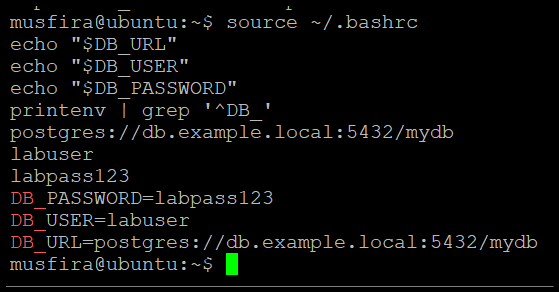 musfira@ubuntu:~$ source ~/.bashrc
echo "$DB_URL"
echo "$DB_USER"
echo "$DB_PASSWORD"
printenv | grep '^DB_'
postgres://db.example.local:5432/mydb
labuser
labpass123
DB_PASSWORD=labpass123
DB_USER=labuser
DB_URL=postgres://db.example.local:5432/mydb
musfira@ubuntu:~$